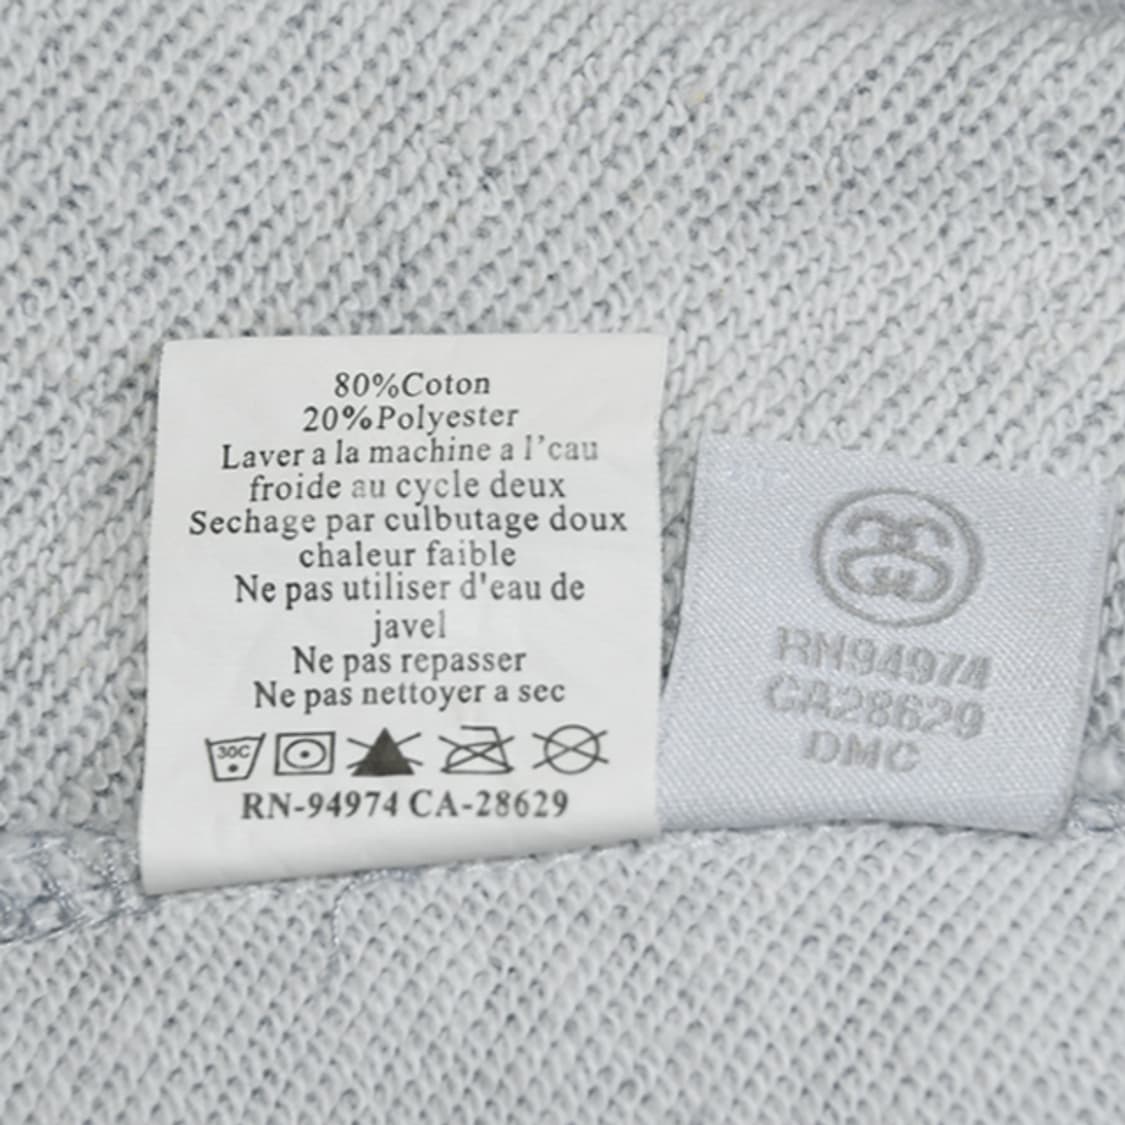 80%Coton
20%Polyester
Laver a la machine a l'cau
froide au cycle deux
Sechage par culbutage doux
chaleur faible
Ne pas utiliser d'eau de
javel
Ne pas repasser
Ne pas nettoyer a sec
30C
RN-94974 CA-28629
RN94974
CA28629
DMC